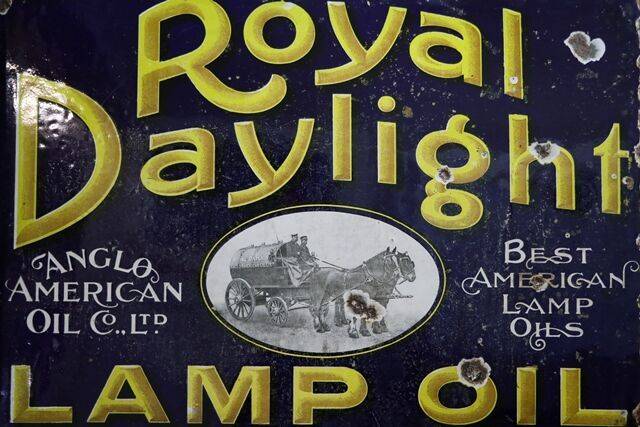 Royal
Daylight
ANGLO
AMERICAN
OIL CO., LTD
BEST
AMERICAN
LAMP
OILS
LAMP OIL